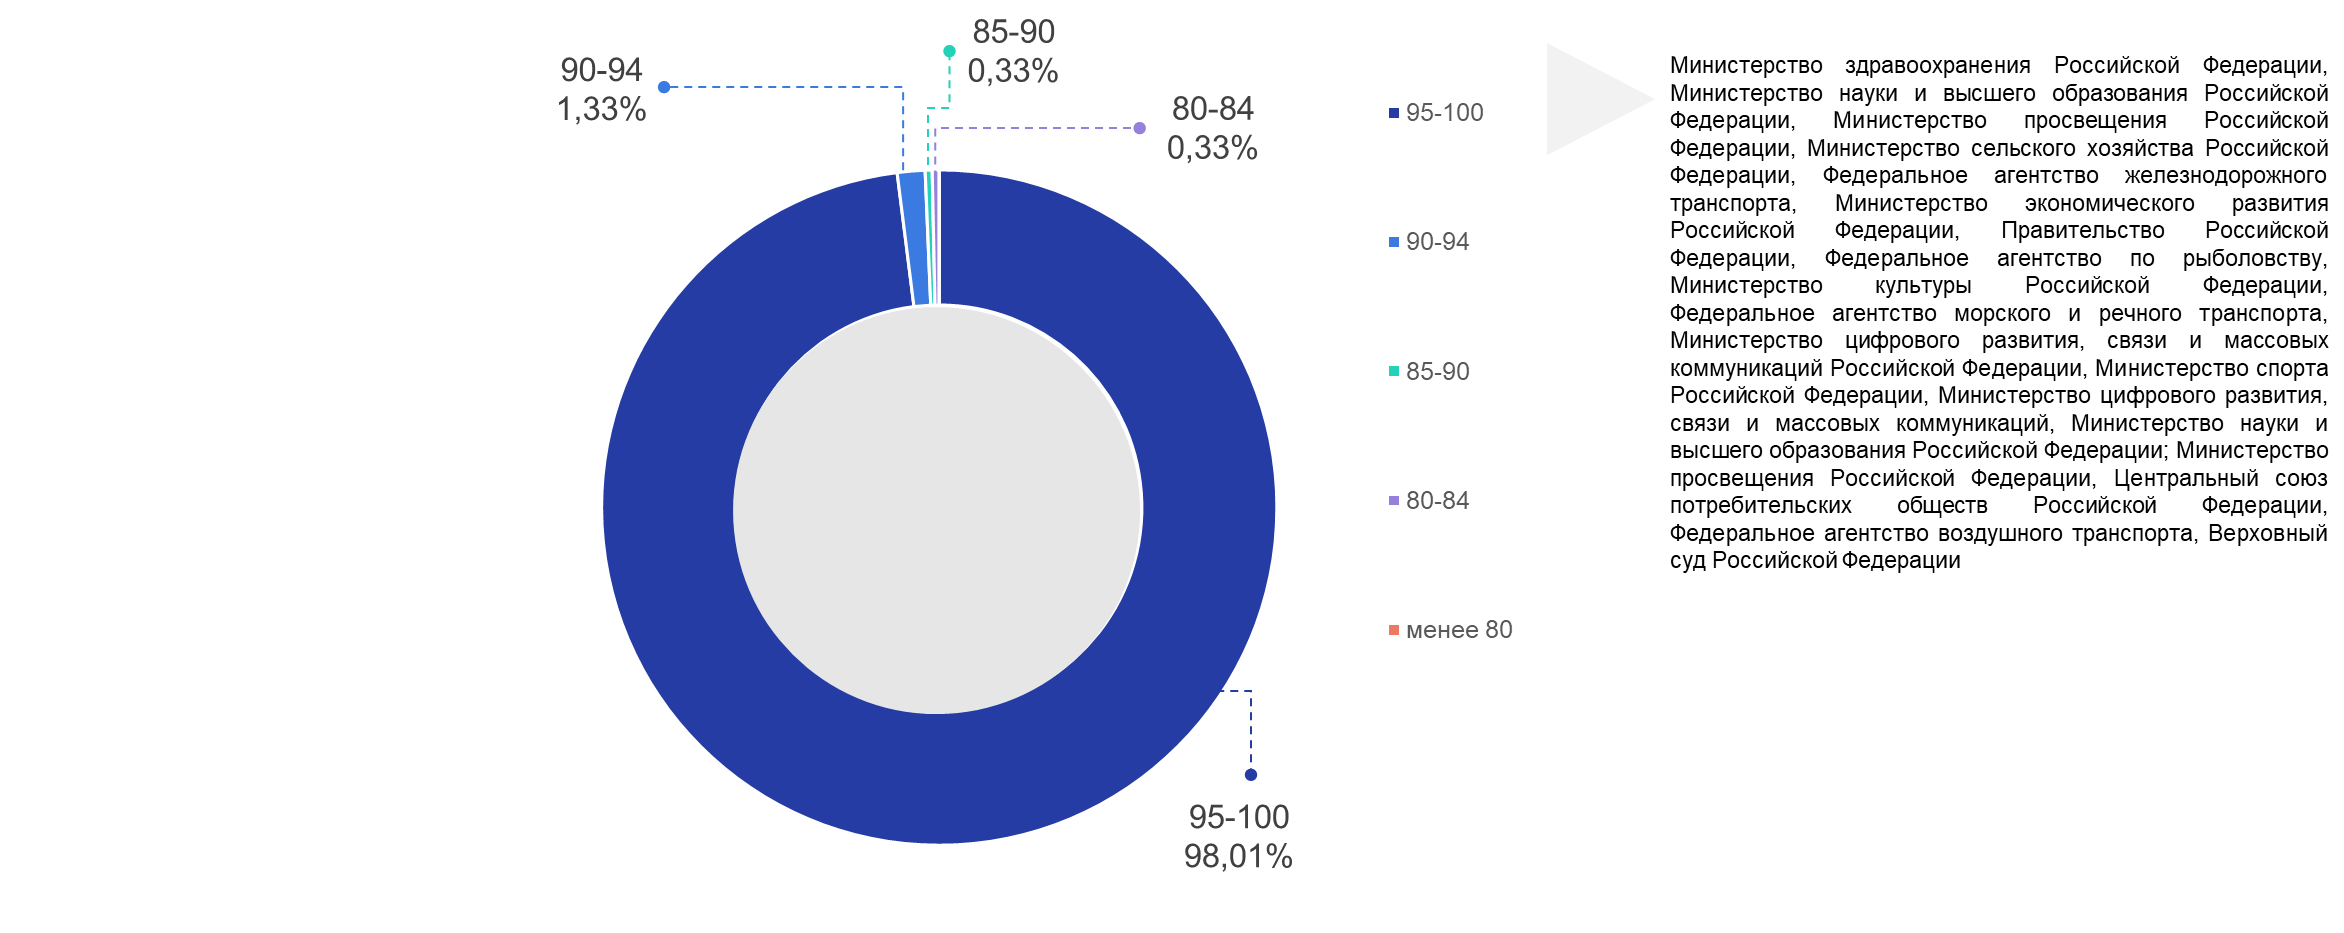 85-90
0,33%
90-94
1,33%
80-84
0,33%
95-100
98,01%
95-100
90-94
85-90
80-84
менее 80
Министерство здравоохранения Российской Федерации,
Министерство науки и высшего образования Российской
Федерации, Министерство просвещения Российской
Федерации, Министерство сельского хозяйства Российской
Федерации, Федеральное агентство железнодорожного
транспорта, Министерство экономического развития
Российской Федерации, Правительство Российской
Федерации, Федеральное агентство по рыболовству,
Министерство культуры Российской Федерации,
Федеральное агентство морского и речного транспорта,
Министерство цифрового развития, связи и массовых
коммуникаций Российской Федерации, Министерство спорта
Российской Федерации, Министерство цифрового развития,
связи и массовых коммуникаций, Министерство науки и
высшего образования Российской Федерации; Министерство
просвещения Российской Федерации, Центральный союз
потребительских обществ Российской Федерации,
Федеральное агентство воздушного транспорта, Верховный
суд Российской Федерации